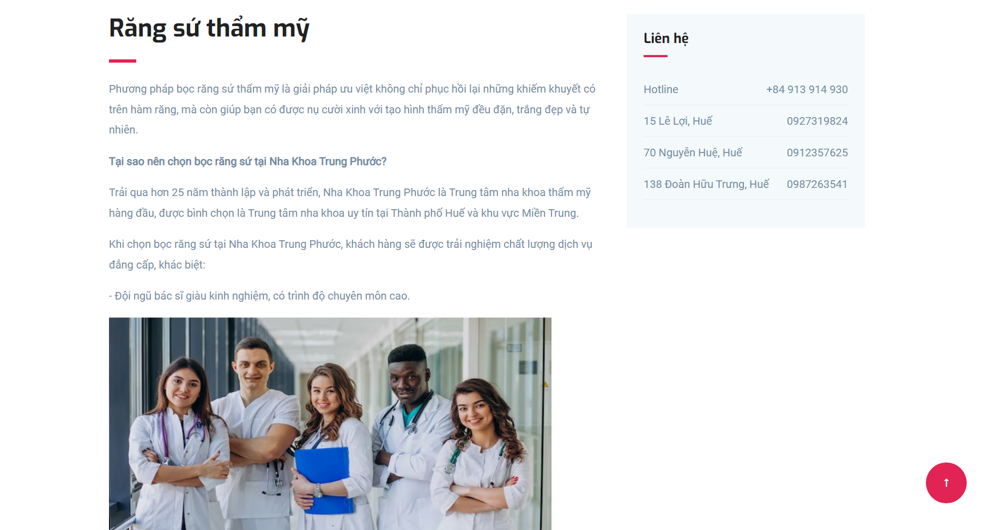 Răng sứ thẩm mỹ
Phương pháp bọc răng sứ thẩm mỹ là giải pháp ưu việt không chỉ phục hồi lại những khiếm khuyết có
trên hàm răng, mà còn giúp bạn có được nụ cười xinh với tạo hình thẩm mỹ đều đặn, trắng đẹp và tự
nhiên.
Tại sao nên chọn bọc răng sứ tại Nha Khoa Trung Phước?
Trải qua hơn 25 năm thành lập và phát triển, Nha Khoa Trung Phước là Trung tâm nha khoa thẩm mỹ
hàng đầu, được bình chọn là Trung tâm nha khoa uy tín tại Thành phố Huế và khu vực Miền Trung.
Khi chọn bọc răng sứ tại Nha Khoa Trung Phước, khách hàng sẽ được trải nghiệm chất lượng dịch vụ
đẳng cấp, khác biệt:
- Đội ngũ bác sĩ giàu kinh nghiệm, có trình độ chuyên môn cao.
Liên hệ
Hotline +84 913 914 930
15 Lê Lợi, Huế 0927319824
70 Nguyễn Huệ, Huế 0912357625
138 Đoàn Hữu Trưng, Huế 0987263541